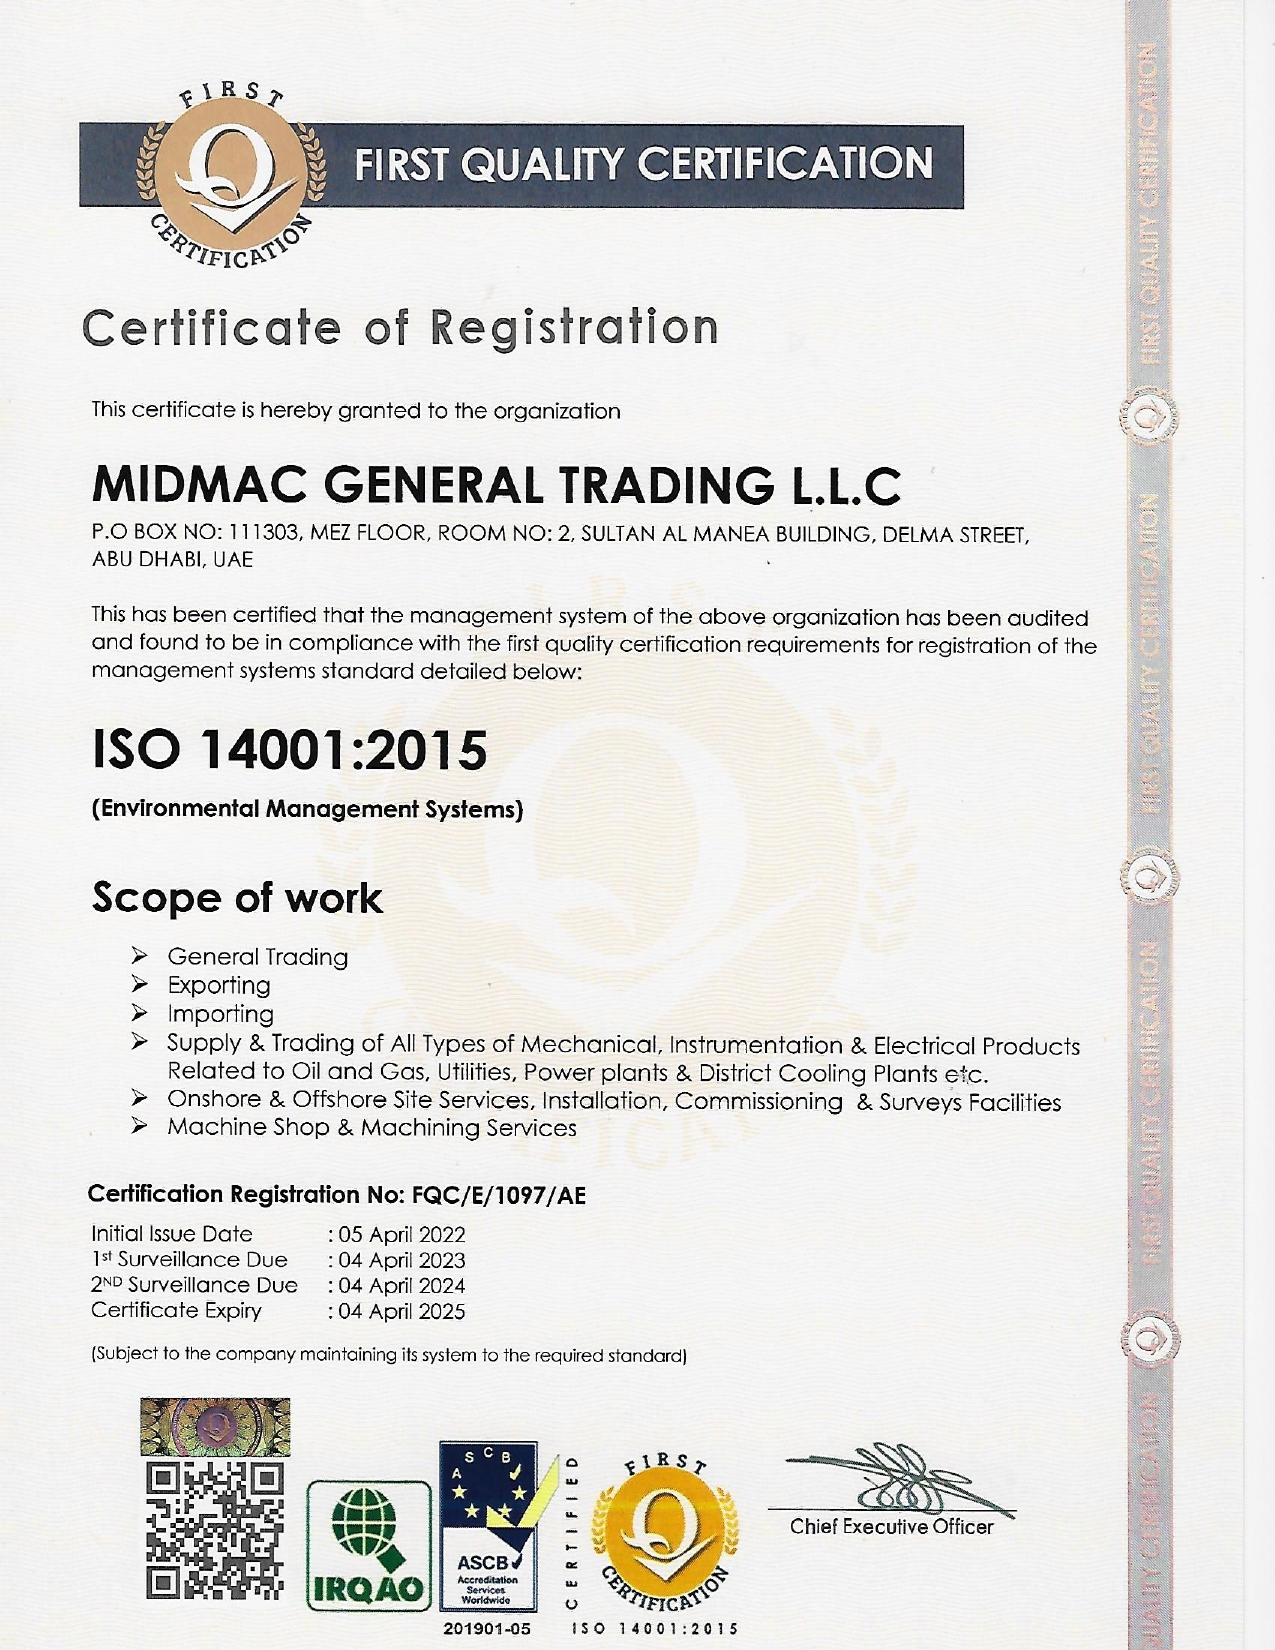 FIRST
CERTIFICATION
FIRST QUALITY CERTIFICATION
Certificate of Registration
This certificate is hereby granted to the organization
MIDMAC GENERAL TRADING L.L.C
P.O BOX NO: 111303, MEZ FLOOR, ROOM NO: 2, SULTAN AL MANEA BUILDING, DELMA STREET,
ABU DHABI, UAE
This has been certified that the management system of the above organization has been audited
and found to be in compliance with the first quality certification requirements for registration of the
management systems standard detailed below:
ISO 14001:2015
(Environmental Management Systems)
Scope of work
➢ General Trading
➢ Exporting
➢ Importing
➢ Supply & Trading of All Types of Mechanical, Instrumentation & Electrical Products
Related to Oil and Gas, Utilities, Power plants & District Cooling Plants etc.
➢ Onshore & Offshore Site Services, Installation, Commissioning & Surveys Facilities
➢ Machine Shop & Machining Services
Certification Registration No: FQC/E/1097/AE
Initial Issue Date : 05 April 2022
1st Surveillance Due : 04 April 2023
2ND Surveillance Due : 04 April 2024
Certificate Expiry : 04 April 2025
(Subject to the company maintaining its system to the required standard)
IRQAO
ASCB
ASCB
Accreditation
Services
Worldwide
201901-05
CERTIFIED
FIRST
CERTIFICATION
ISO 14001:2015
Chief Executive Officer
FIRST QUALITY CERTIFICATION
FIRST QUALITY CERTIFICATION
FIRST QUALITY CERTIFICATION
UALITY CERTIFICATION